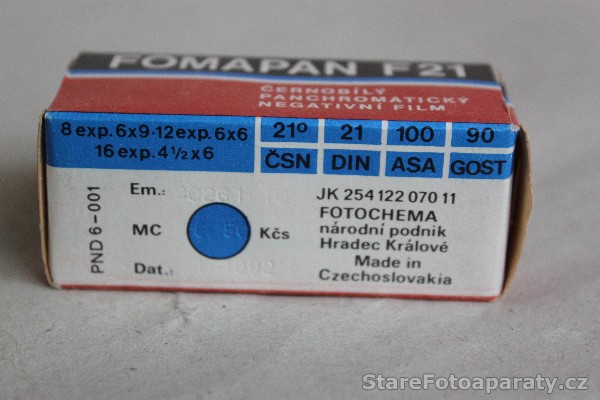 FOMAPAN F21
ČERNOBÍLÝ
PANCHROMATICKÝ
NEGATIVNÍ FILM
8 exp. 6x9-12 exp. 6x6
16 exp. 4½x6
21° 21 100 90
ČSN DIN ASA GOST
PND 6-001
Em.:
MC Kčs
Dat.:
JK 254 122 070 11
FOTOCHEMA
národní podnik
Hradec Králové
Made in
Czechoslovakia
StareFotoaparaty.cz